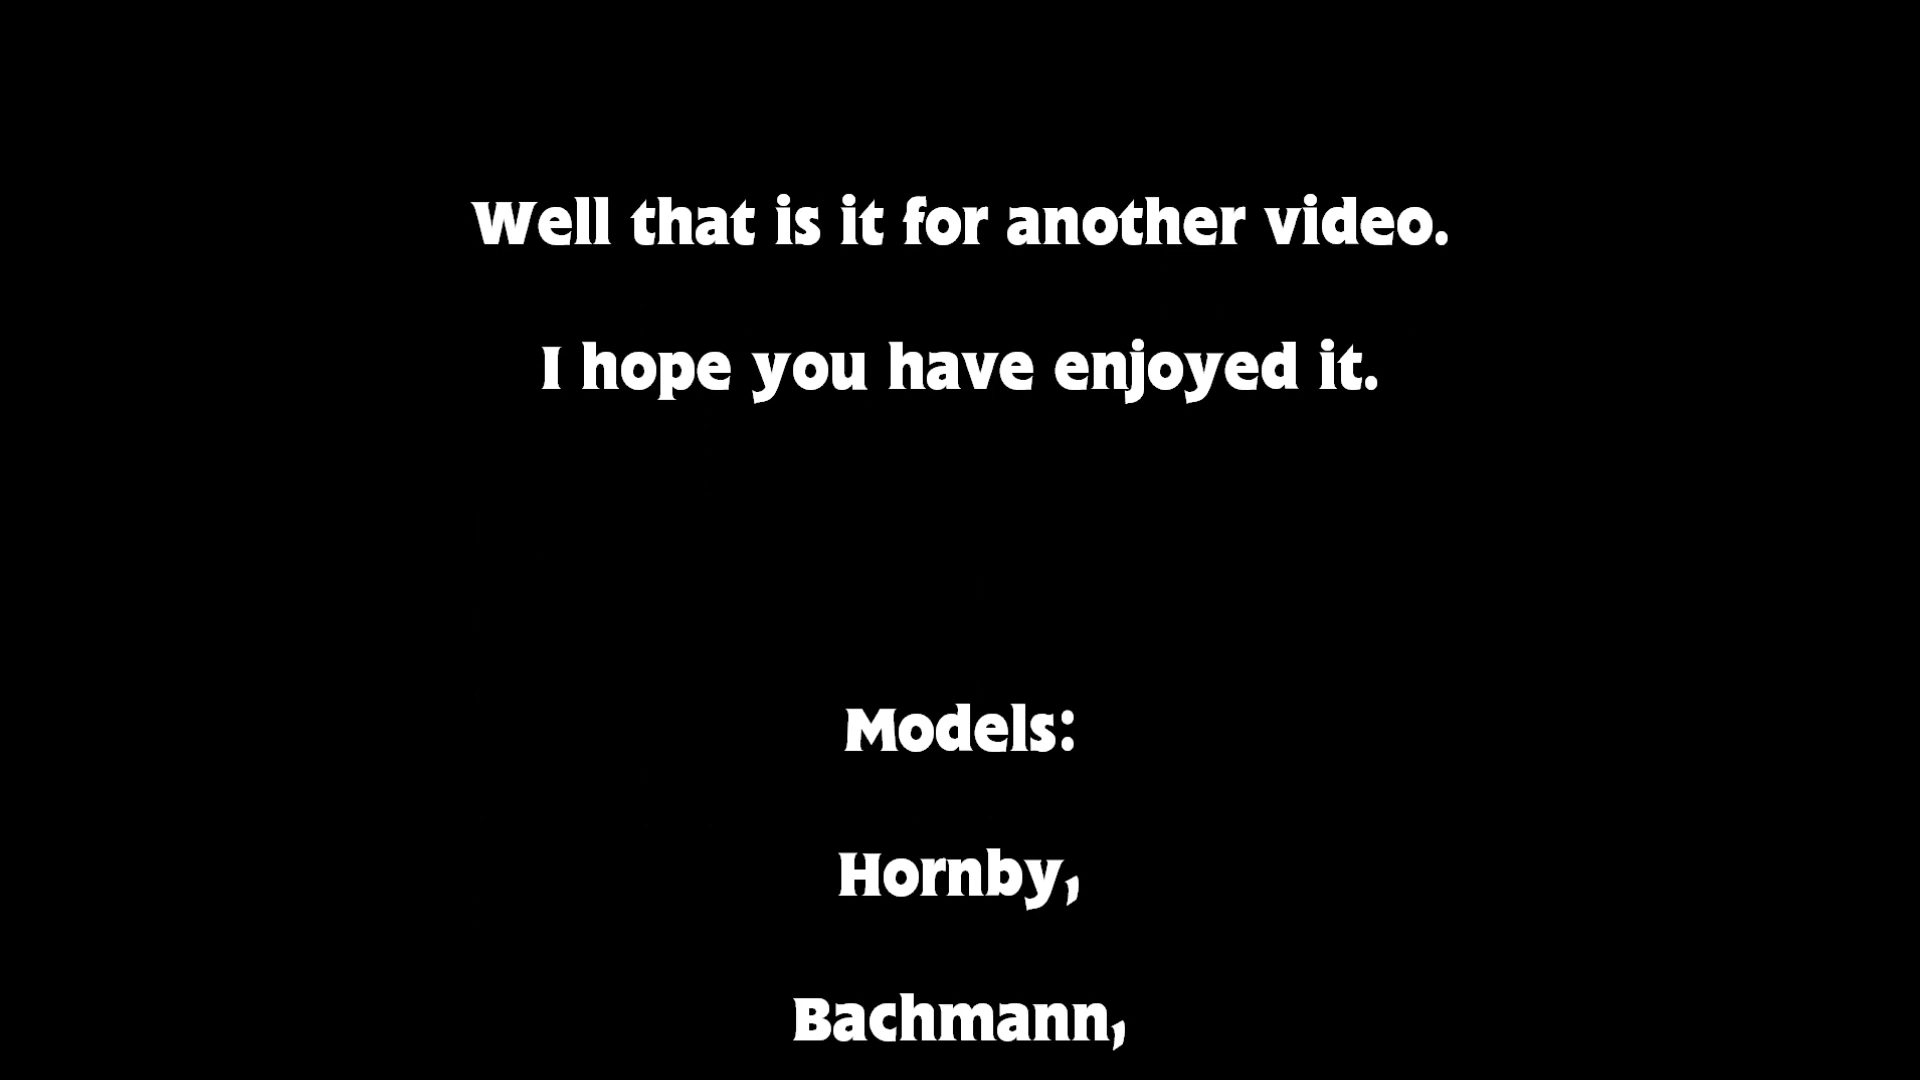 Well that is it for another video.
I hope you have enjoyed it.
Models:
Hornby,
Bachmann,